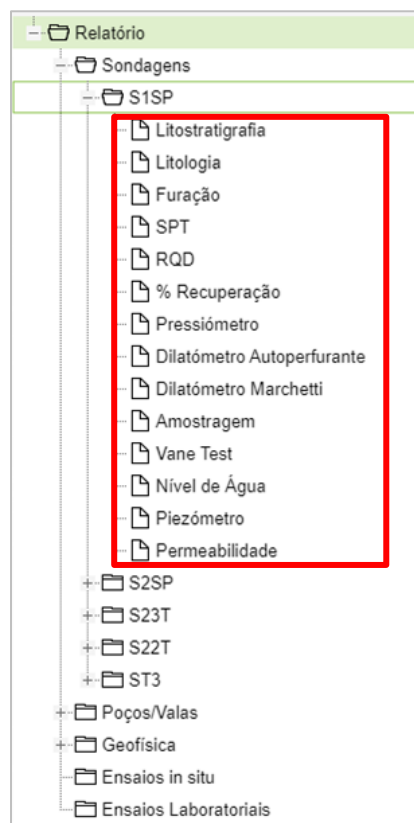 Relatório
Sondagens
S1SP
Litostratigrafia
Litologia
Furação
SPT
RQD
% Recuperação
Pressiómetro
Dilatómetro Autoperfurante
Dilatómetro Marchetti
Amostragem
Vane Test
Nível de Água
Piezómetro
Permeabilidade
S2SP
S23T
S22T
ST3
Poços/Valas
Geofísica
Ensaios in situ
Ensaios Laboratoriais